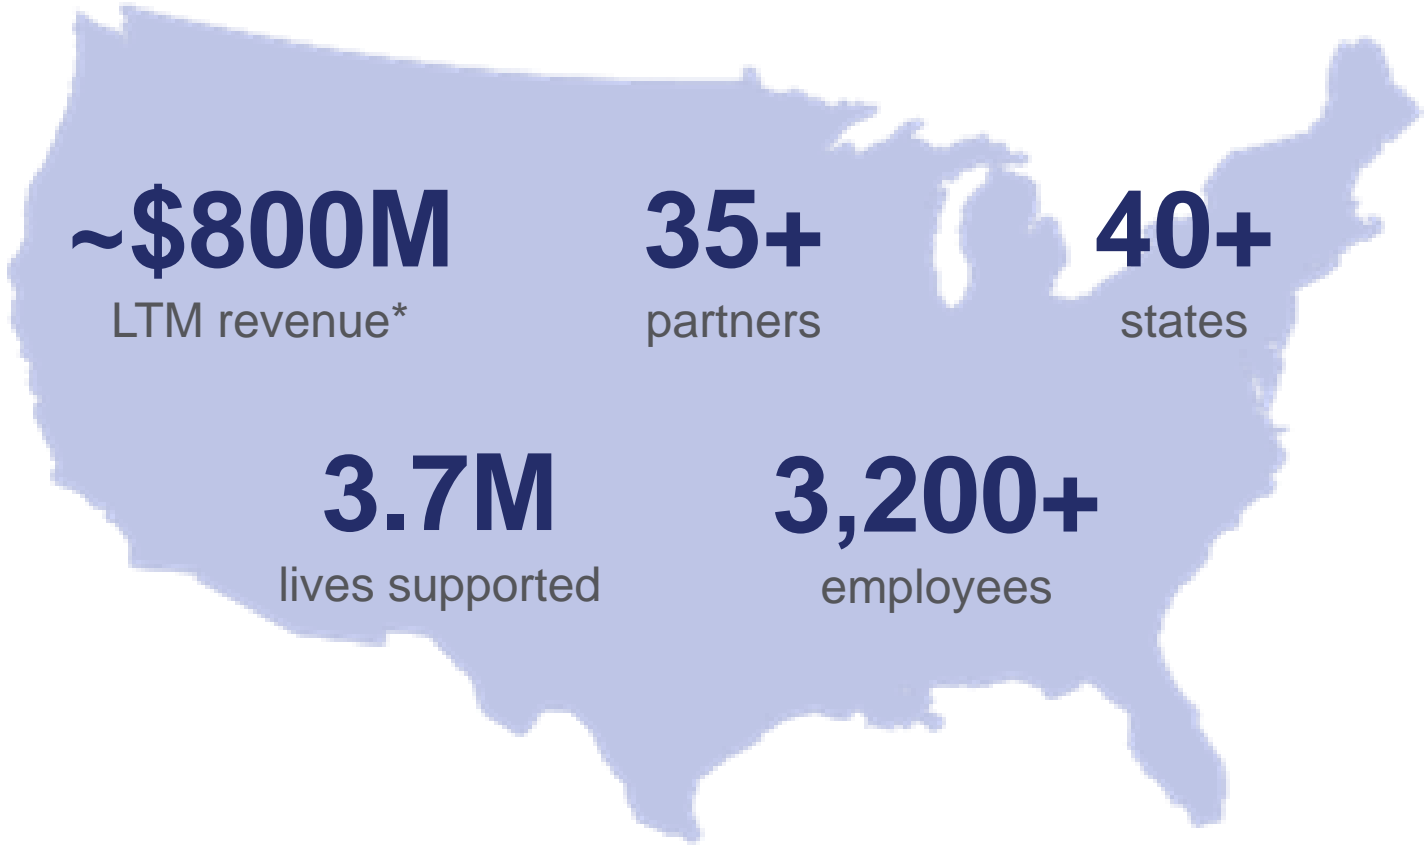 ~$800M
LTM revenue*
35+
partners
40+
states
3.7M
lives supported
3,200+
employees